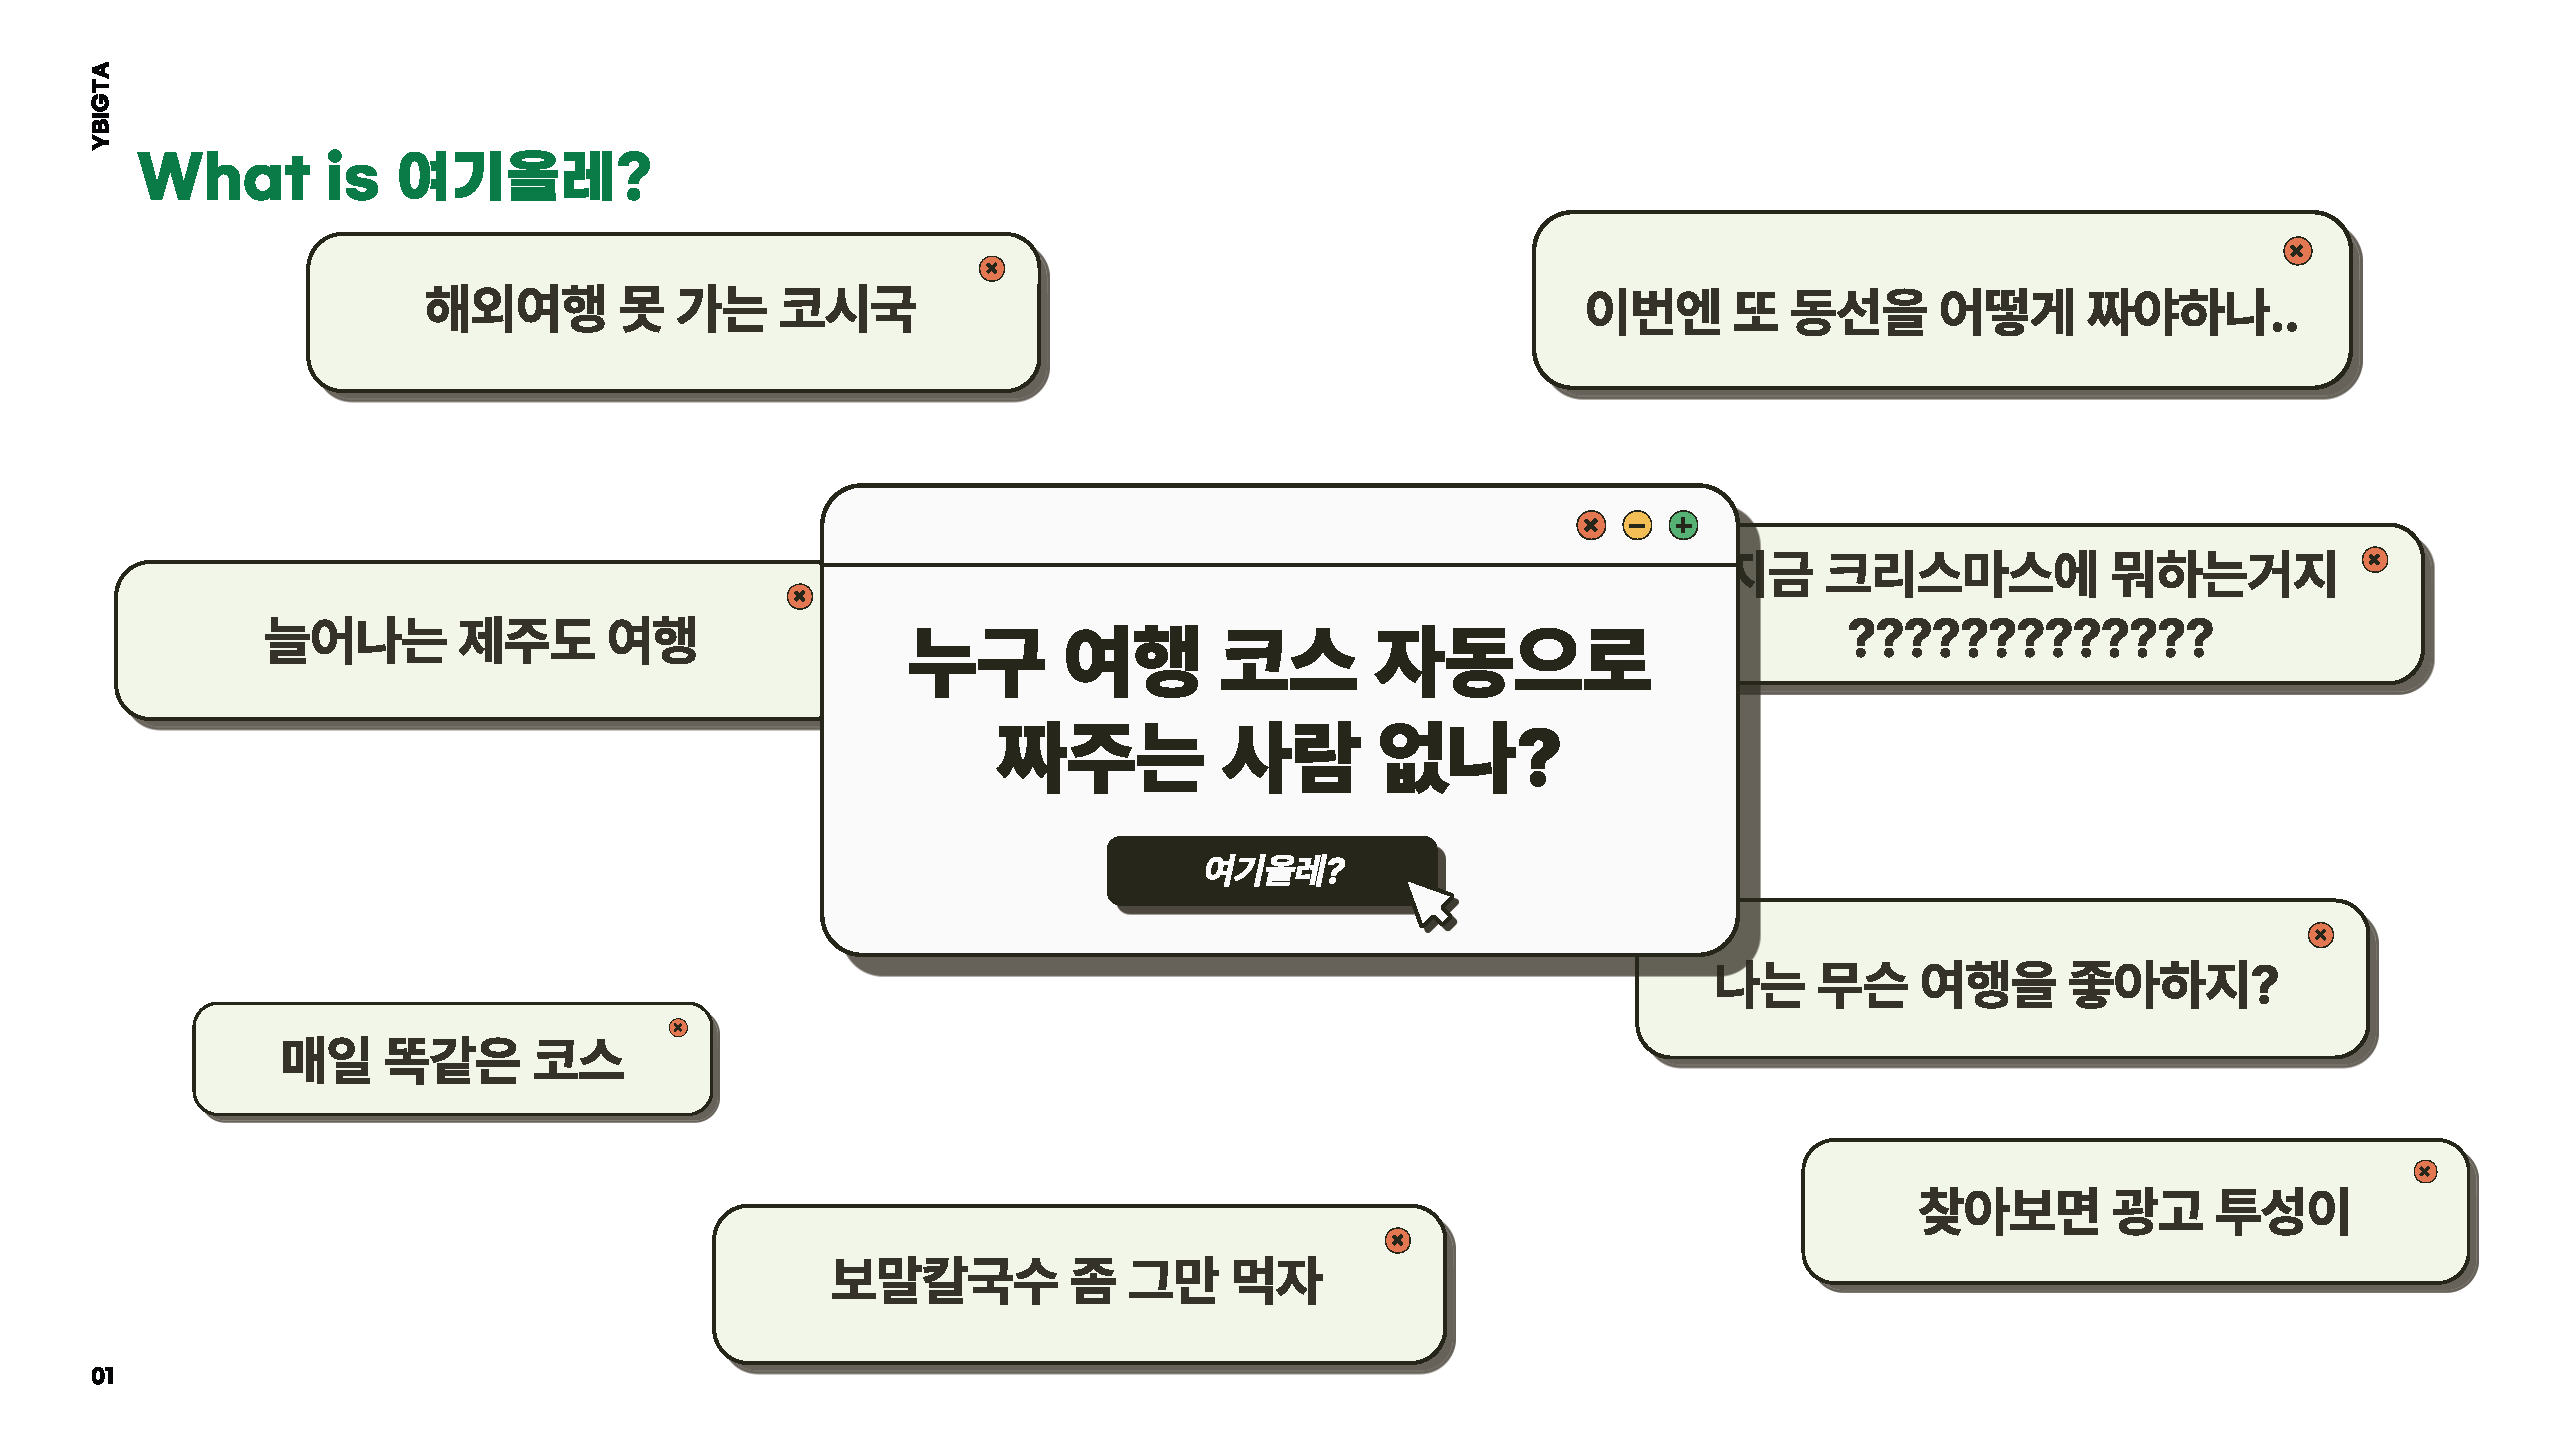 YBIGTA
What is 여기올레?
해외여행 못 가는 코시국
이번엔 또 동선을 어떻게 짜야하나..
늘어나는 제주도 여행
누구 여행 코스 자동으로
짜주는 사람 없나?
여기올레?
지금 크리스마스에 뭐하는거지
?????????????
나는 무슨 여행을 좋아하지?
매일 똑같은 코스
찾아보면 광고 투성이
보말칼국수 좀 그만 먹자
01